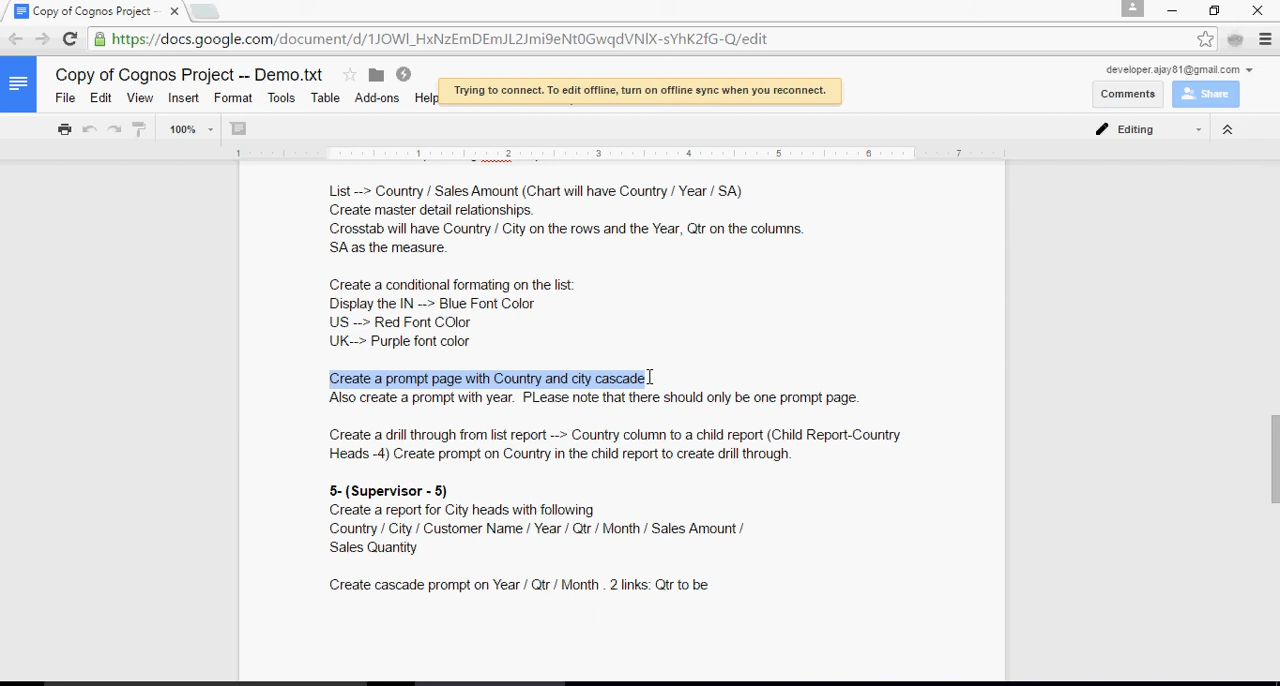 Copy of Cognos Project -
https://docs.google.com/document/d/1JOWl_HxNzEmDEmJL2Jmi9eNt0GwqdVNlX-sYhK2fG-Q/edit
Copy of Cognos Project -- Demo.txt
developer.ajay81@gmail.com
File Edit View Insert Format Tools Table Add-ons Help
Trying to connect. To edit offline, turn on offline sync when you reconnect.
Comments
Share
100%
Editing
1 1 2 3 4 5 6 7
List --> Country / Sales Amount (Chart will have Country / Year / SA)
Create master detail relationships.
Crosstab will have Country / City on the rows and the Year, Qtr on the columns.
SA as the measure.
Create a conditional formating on the list:
Display the IN --> Blue Font Color
US --> Red Font COlor
UK--> Purple font color
Create a prompt page with Country and city cascade
Also create a prompt with year.  PLease note that there should only be one prompt page.
Create a drill through from list report --> Country column to a child report (Child Report-Country
Heads -4) Create prompt on Country in the child report to create drill through.
5- (Supervisor - 5)
Create a report for City heads with following
Country / City / Customer Name / Year / Qtr / Month / Sales Amount /
Sales Quantity
Create cascade prompt on Year / Qtr / Month . 2 links: Qtr to be